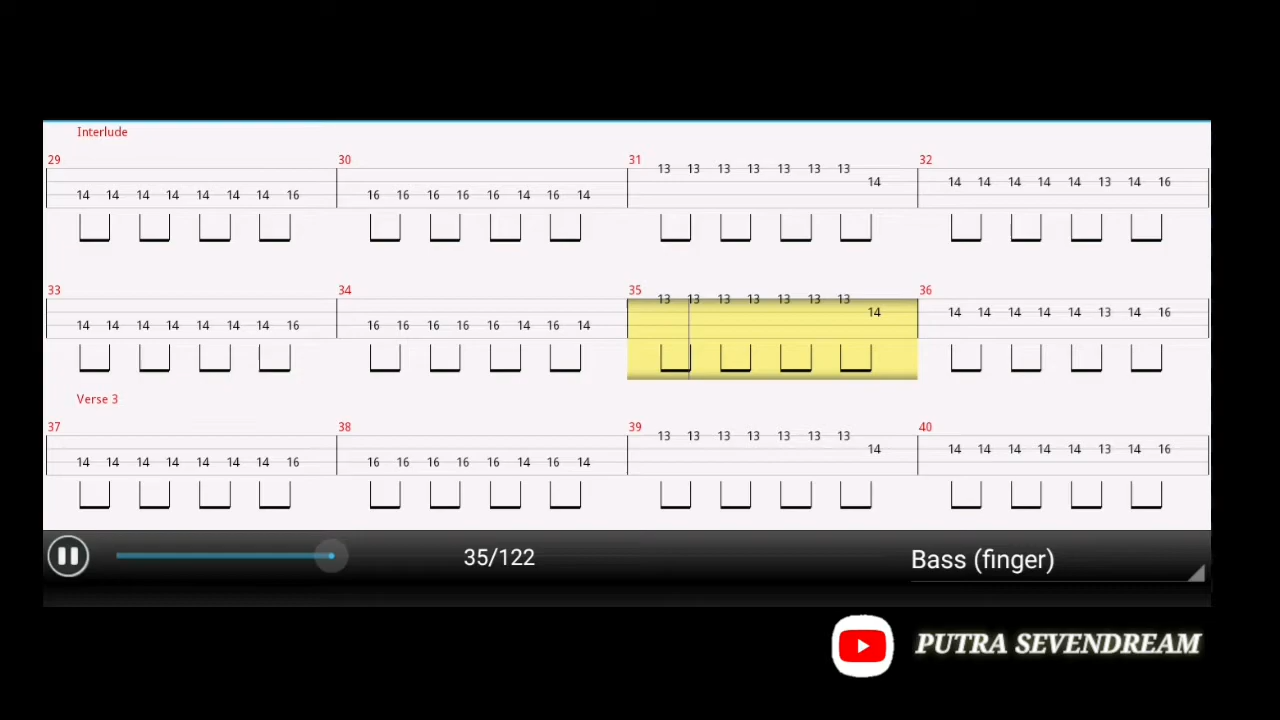 Interlude
29 30 31 32
13 13 13 13 13 13 13
14 14 14 14 14 13 14 16
14
14 14 14 14 14 14 14 16 16 16 16 16 16 14 16 14
33 34 35 36
13 13 13 13 13 13 13
14 14 14 14 14 14 13 14 16
14 14 14 14 14 14 14 16 16 16 16 16 16 14 16 14
Verse 3
37 38 39 40
13 13 13 13 13 13 13
14 14 14 14 14 14 13 14 16
14 14 14 14 14 14 14 16 16 16 16 16 16 14 16 14
35/122
Bass (finger)
PUTRA SEVENDREAM